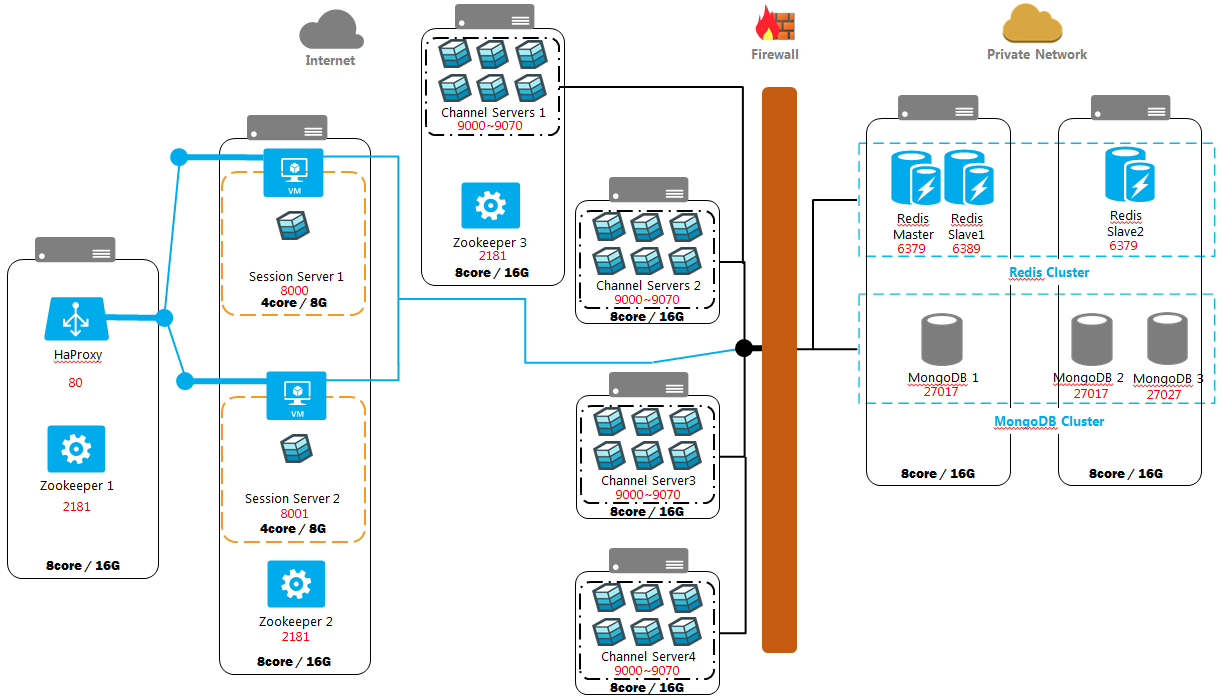 Internet
Firewall
Private Network
HaProxy
80
Zookeeper 1
2181
8core / 16G
VM
Session Server 1
8000
4core / 8G
VM
Session Server 2
8001
4core / 8G
Zookeeper 2
2181
8core / 16G
Channel Servers 1
9000~9070
Zookeeper 3
2181
8core / 16G
Channel Servers 2
9000~9070
8core / 16G
Channel Server3
9000~9070
8core / 16G
Channel Server4
9000~9070
8core / 16G
Redis
Master
6379
Redis
Slave1
6389
Redis
Slave2
6379
Redis Cluster
MongoDB 1
27017
MongoDB 2
27017
MongoDB 3
27027
MongoDB Cluster
8core / 16G
8core / 16G